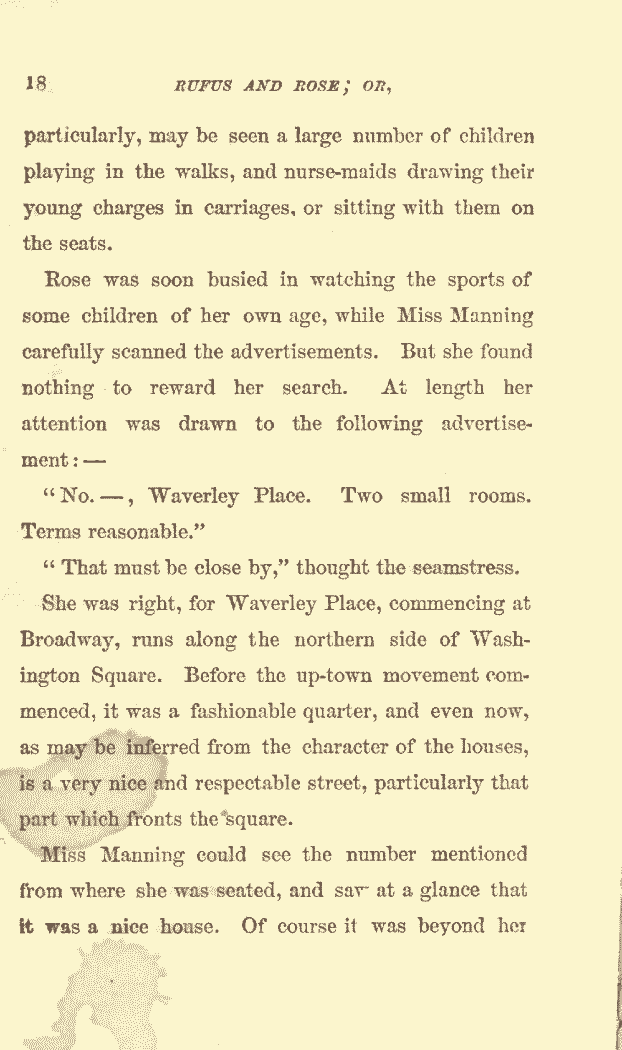 18 RUFUS AND ROSE; OR,
particularly, may be seen a large number of children
playing in the walks, and nurse-maids drawing their
young charges in carriages, or sitting with them on
the seats.
Rose was soon busied in watching the sports of
some children of her own age, while Miss Manning
carefully scanned the advertisements. But she found
nothing to reward her search. At length her
attention was drawn to the following advertise-
ment: —
“No. —, Waverley Place. Two small rooms.
Terms reasonable.”
“That must be close by,” thought the seamstress.
She was right, for Waverley Place, commencing at
Broadway, runs along the northern side of Wash-
ington Square. Before the up-town movement com-
menced, it was a fashionable quarter, and even now,
as may be inferred from the character of the houses,
is a very nice and respectable street, particularly that
part which fronts the square.
Miss Manning could see the number mentioned
from where she was seated, and saw at a glance that
it was a nice house. Of course it was beyond her